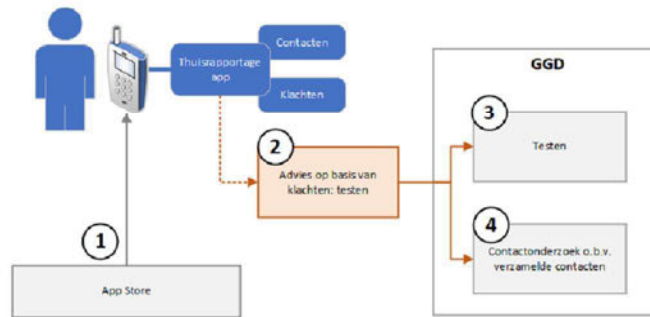 Contacten
Thuisrapportage
app
Klachten
GGD
3
Testen
2
Advies op basis van
klachten: testen
4
Contactonderzoek o.b.v.
verzamelde contacten
1
App Store